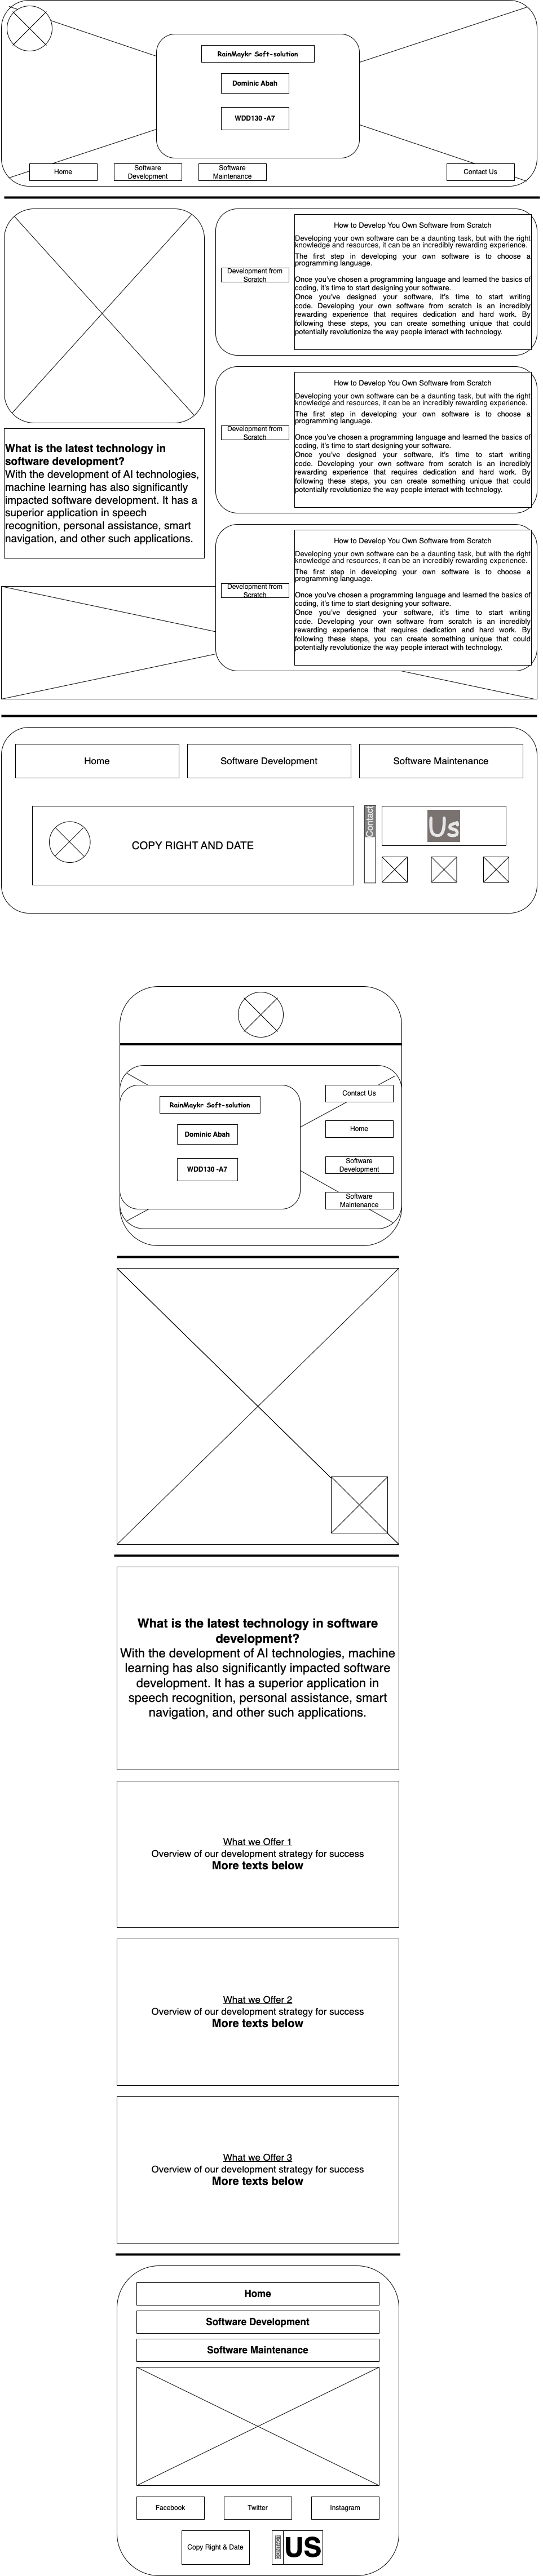 RainMaykr Soft-solution
Dominic Abah
WDD130 -A7
Home
Software
Development
Software
Maintenance
Contact Us
Development from
Scratch
How to Develop You Own Software from Scratch
Developing your own software can be a daunting task, but with the right
knowledge and resources, it can be an incredibly rewarding experience.
The first step in developing your own software is to choose a
programming language.
Once you've chosen a programming language and learned the basics of
coding, it's time to start designing your software.
Once you've designed your software, it's time to start writing
code. Developing your own software from scratch is an incredibly
rewarding experience that requires dedication and hard work. By
following these steps, you can create something unique that could
potentially revolutionize the way people interact with technology.
Development from
Scratch
How to Develop You Own Software from Scratch
Developing your own software can be a daunting task, but with the right
knowledge and resources, it can be an incredibly rewarding experience.
The first step in developing your own software is to choose a
programming language.
Once you've chosen a programming language and learned the basics of
coding, it's time to start designing your software.
Once you've designed your software, it's time to start writing
code. Developing your own software from scratch is an incredibly
rewarding experience that requires dedication and hard work. By
following these steps, you can create something unique that could
potentially revolutionize the way people interact with technology.
What is the latest technology in
software development?
With the development of AI technologies,
machine learning has also significantly
impacted software development. It has a
superior application in speech
recognition, personal assistance, smart
navigation, and other such applications.
Development from
Scratch
How to Develop You Own Software from Scratch
Developing your own software can be a daunting task, but with the right
knowledge and resources, it can be an incredibly rewarding experience.
The first step in developing your own software is to choose a
programming language.
Once you've chosen a programming language and learned the basics of
coding, it's time to start designing your software.
Once you've designed your software, it's time to start writing
code. Developing your own software from scratch is an incredibly
rewarding experience that requires dedication and hard work. By
following these steps, you can create something unique that could
potentially revolutionize the way people interact with technology.
Home
Software Development
Software Maintenance
COPY RIGHT AND DATE
Contact
Us
RainMaykr Soft-solution
Dominic Abah
WDD130 -A7
Contact Us
Home
Software
Development
Software
Maintenance
What is the latest technology in software
development?
With the development of AI technologies, machine
learning has also significantly impacted software
development. It has a superior application in
speech recognition, personal assistance, smart
navigation, and other such applications.
What we Offer 1
Overview of our development strategy for success
More texts below
What we Offer 2
Overview of our development strategy for success
More texts below
What we Offer 3
Overview of our development strategy for success
More texts below
Home
Software Development
Software Maintenance
Facebook
Twitter
Instagram
Copy Right & Date
US